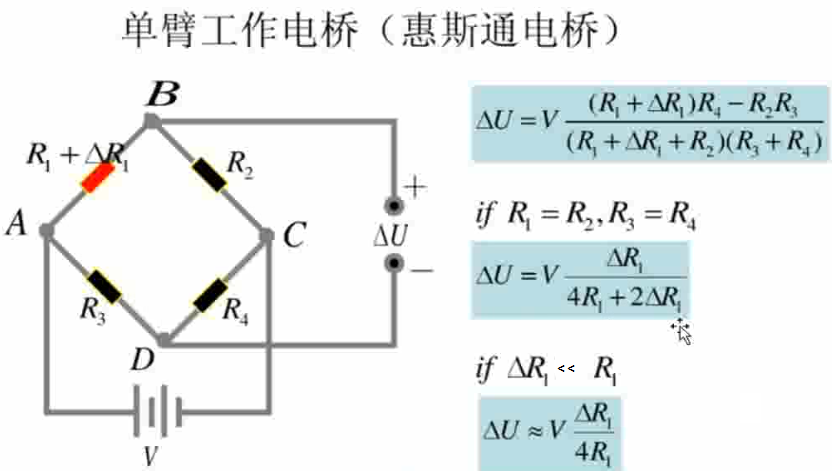 单臂工作电桥（惠斯通电桥）
B
R₁ + ΔR₁
R₂
A
C
R₃
R₄
D
V
+
ΔU
−
ΔU = V ((R₁ + ΔR₁)R₄ − R₂R₃) / ((R₁ + ΔR₁ + R₂)(R₃ + R₄))
if R₁ = R₂, R₃ = R₄
ΔU = V ΔR₁ / (4R₁ + 2ΔR₁)
if ΔR₁ << R₁
ΔU ≈ V ΔR₁ / 4R₁